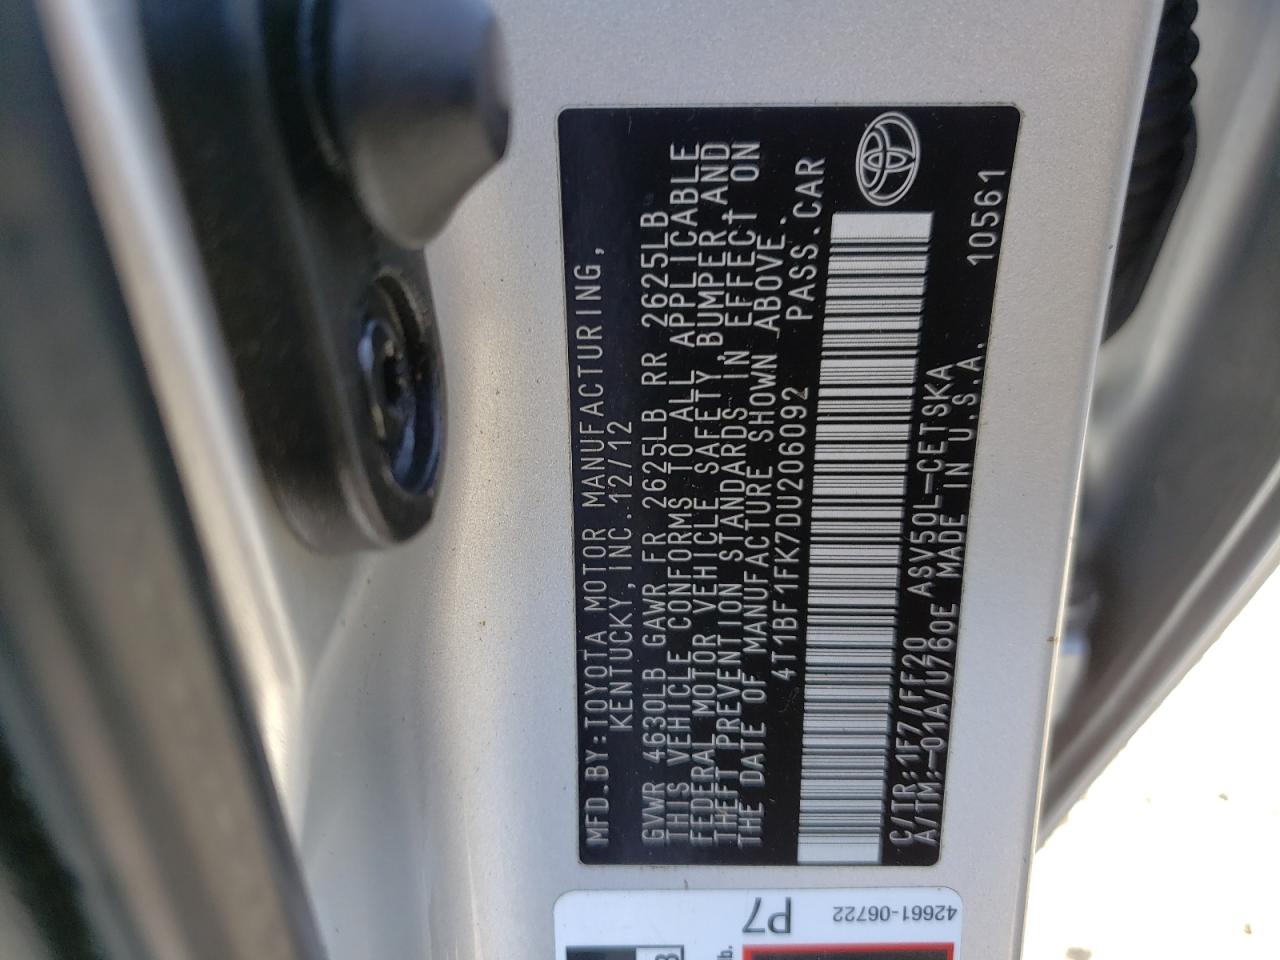 MFD.BY:TOYOTA MOTOR MANUFACTURING,
KENTUCKY, INC. 12/12
GVWR 4630LB GAWR FR 2625LB RR 2625LB
THIS VEHICLE CONFORMS TO ALL APPLICABLE
FEDERAL MOTOR VEHICLE SAFETY, BUMPER, AND
THEFT PREVENTION STANDARDS IN EFFECT ON
THE DATE OF MANUFACTURE SHOWN ABOVE.
4T1BF1FK7DU206092 PASS.CAR
C/TR:1F7/FE20 ASV50L-CETSKA
A/TM:-01A/U760E MADE IN U.S.A. 10561
42661-06722
P7